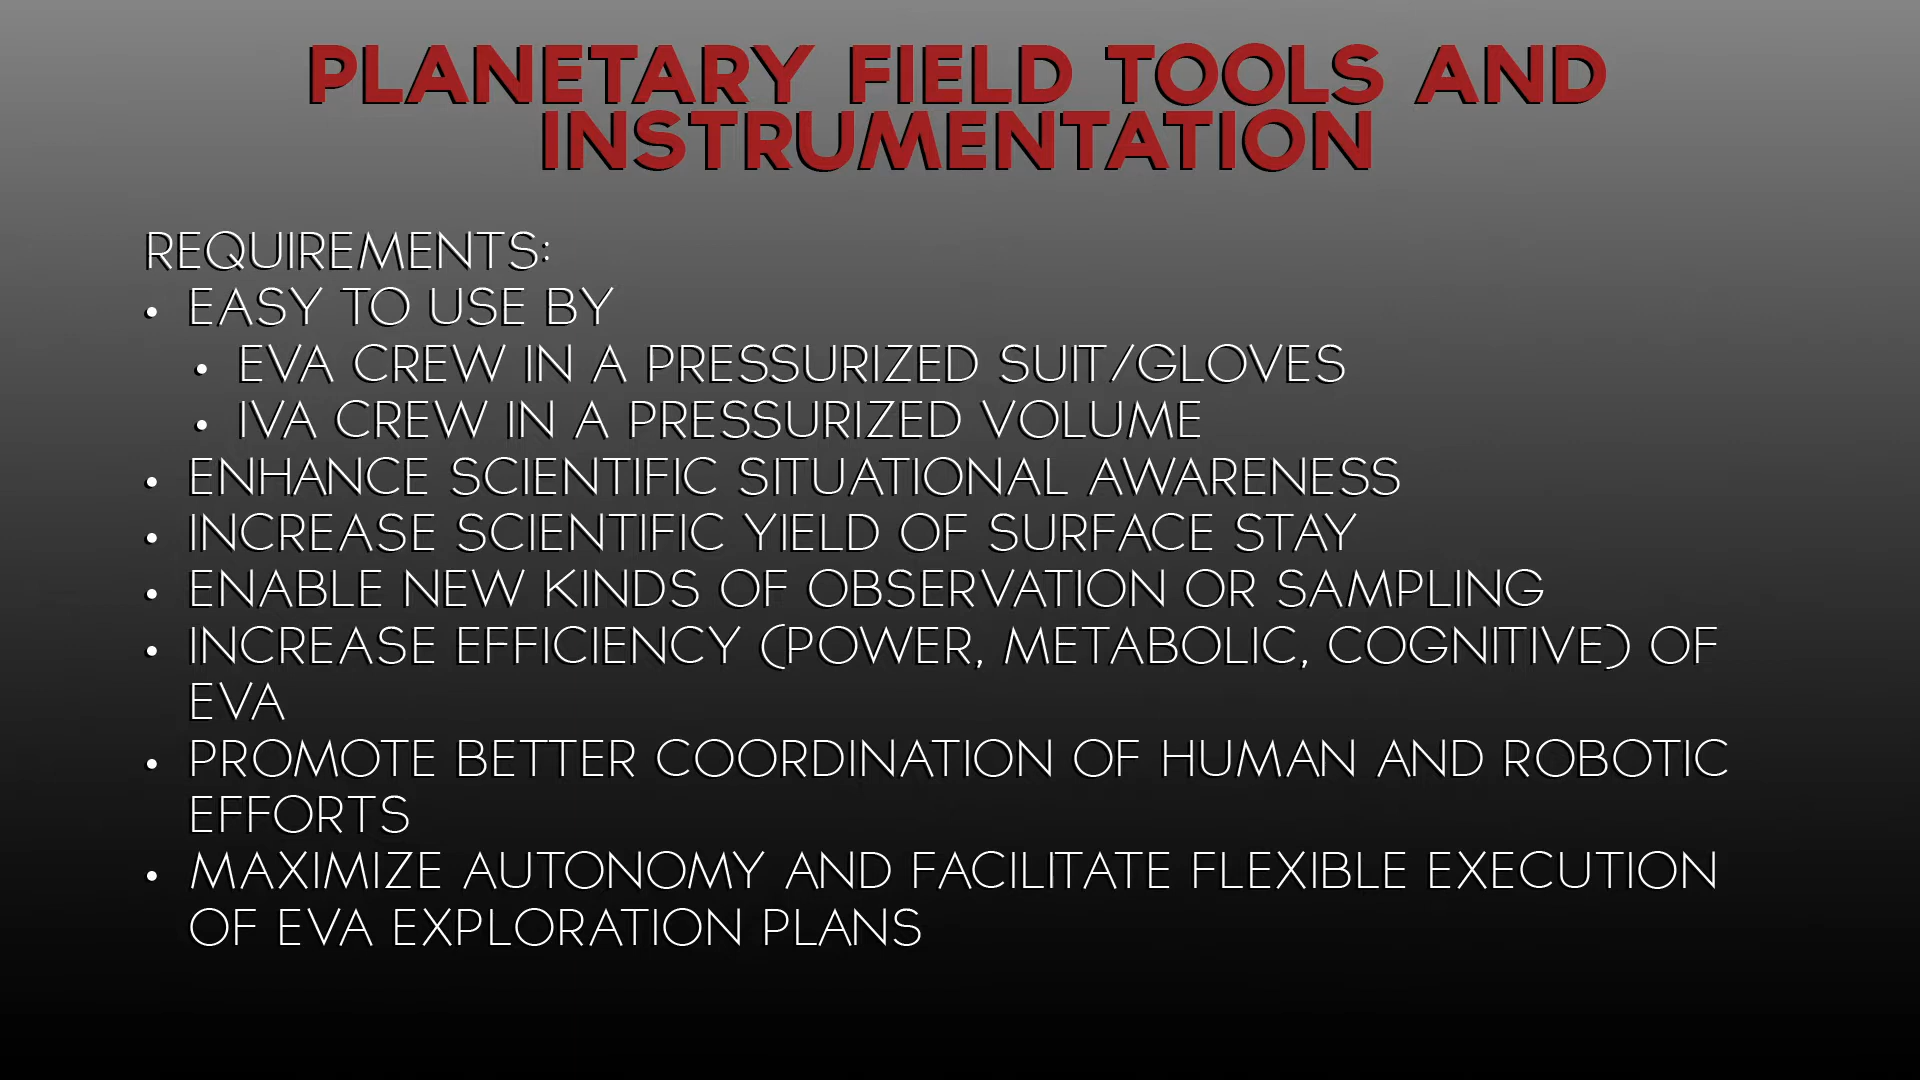 PLANETARY FIELD TOOLS AND
INSTRUMENTATION
REQUIREMENTS:
• EASY TO USE BY
• EVA CREW IN A PRESSURIZED SUIT/GLOVES
• IVA CREW IN A PRESSURIZED VOLUME
• ENHANCE SCIENTIFIC SITUATIONAL AWARENESS
• INCREASE SCIENTIFIC YIELD OF SURFACE STAY
• ENABLE NEW KINDS OF OBSERVATION OR SAMPLING
• INCREASE EFFICIENCY (POWER, METABOLIC, COGNITIVE) OF
EVA
• PROMOTE BETTER COORDINATION OF HUMAN AND ROBOTIC
EFFORTS
• MAXIMIZE AUTONOMY AND FACILITATE FLEXIBLE EXECUTION
OF EVA EXPLORATION PLANS